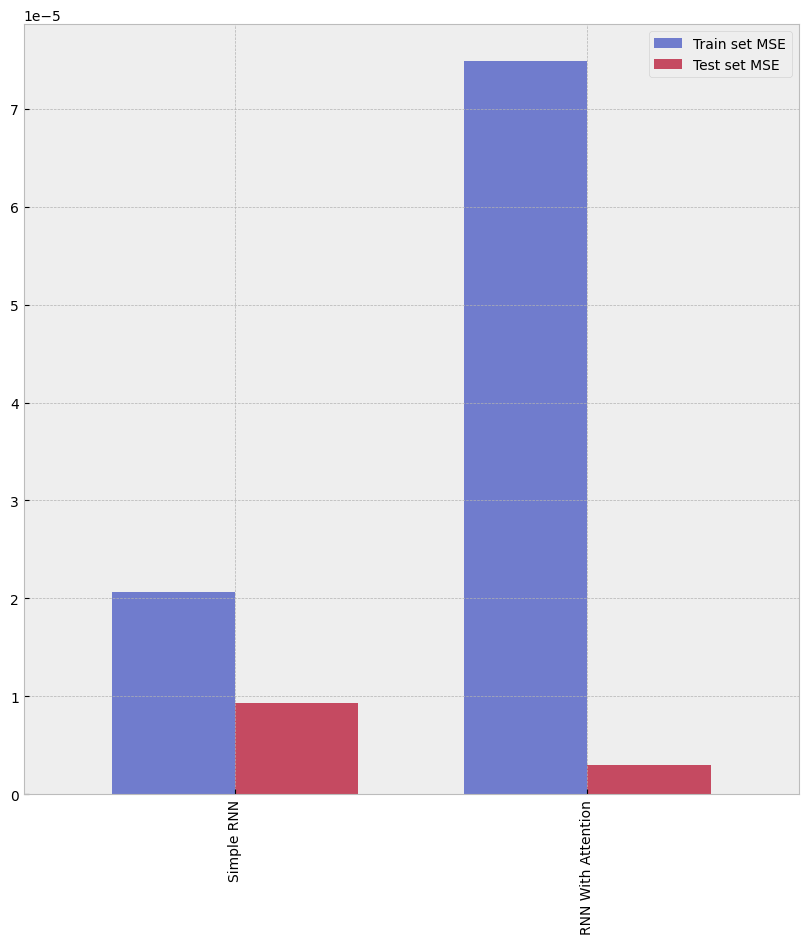 1e−5
Train set MSE
Test set MSE
7
6
5
4
3
2
1
0
Simple RNN
RNN With Attention